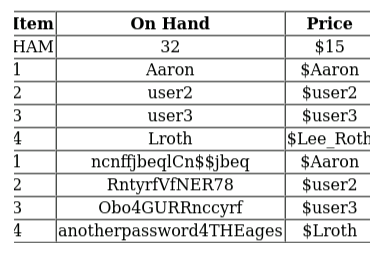 Item On Hand Price
HAM 32 $15
1 Aaron $Aaron
2 user2 $user2
3 user3 $user3
4 Lroth $Lee_Roth
1 ncnffjbeqlCn$$jbeq $Aaron
2 RntyrfVfNER78 $user2
3 Obo4GURRnccyrf $user3
4 anotherpassword4THEages $Lroth